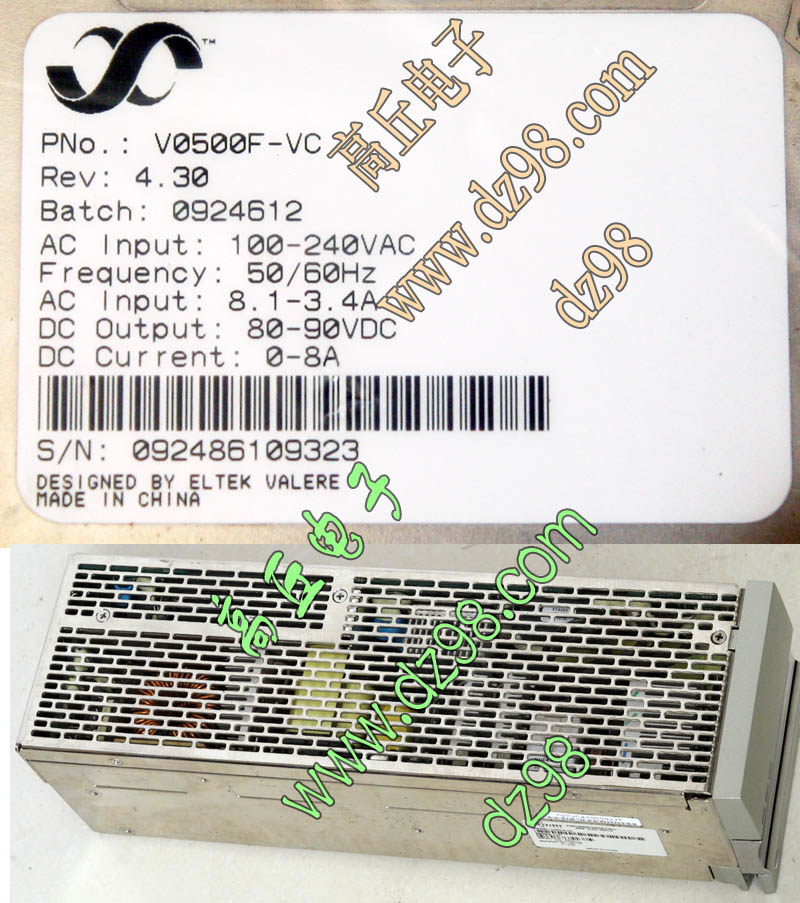 ™
PNo.: V0500F-VC
Rev: 4.30
Batch: 0924612
AC Input: 100-240VAC
Frequency: 50/60Hz
AC Input: 8.1-3.4A
DC Output: 80-90VDC
DC Current: 0-8A
S/N: 092486109323
DESIGNED BY ELTEK VALERE
MADE IN CHINA
高丘电子
www.dz98.com
dz98
高丘电子
www.dz98.com
dz98